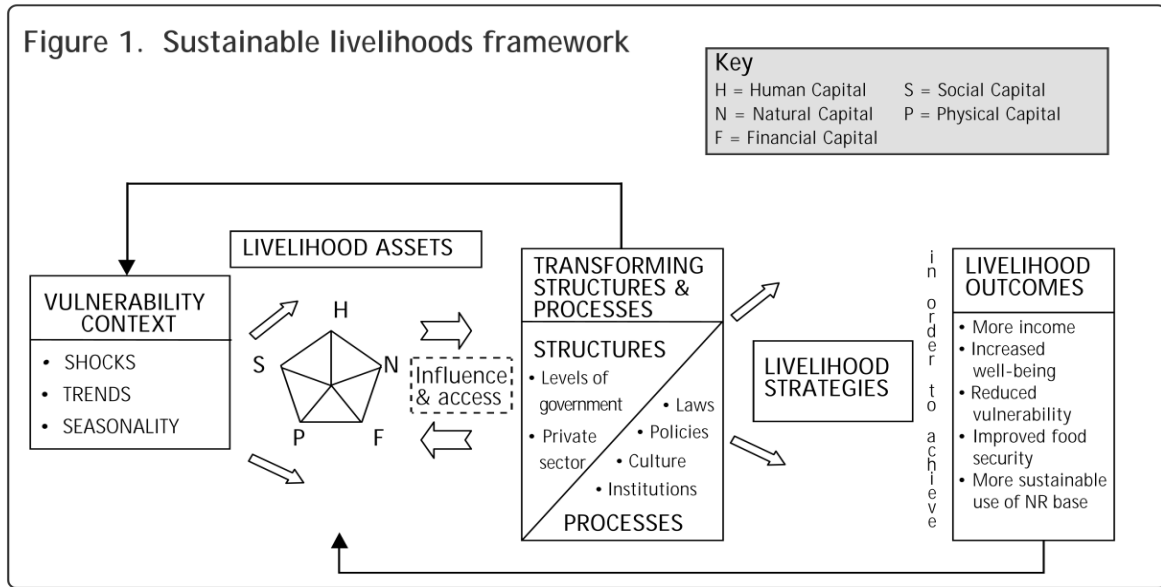 Figure 1. Sustainable livelihoods framework
Key
H = Human Capital S = Social Capital
N = Natural Capital P = Physical Capital
F = Financial Capital
LIVELIHOOD ASSETS
VULNERABILITY
CONTEXT
• SHOCKS
• TRENDS
• SEASONALITY
H
S
N
P
F
Influence
& access
TRANSFORMING
STRUCTURES &
PROCESSES
STRUCTURES
• Levels of
government
• Private
sector
• Laws
• Policies
• Culture
• Institutions
PROCESSES
LIVELIHOOD
STRATEGIES
in order to achieve
LIVELIHOOD
OUTCOMES
• More income
• Increased
well-being
• Reduced
vulnerability
• Improved food
security
• More sustainable
use of NR base